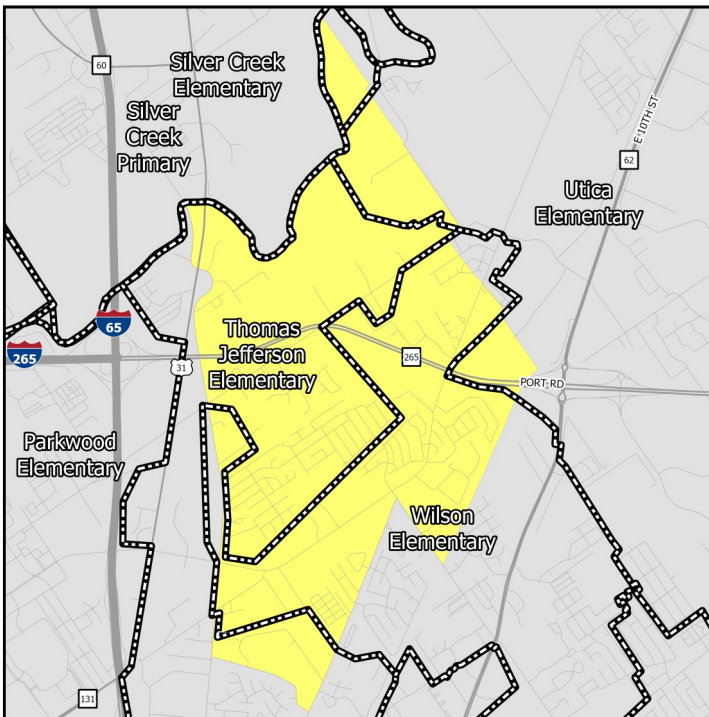 60
Silver Creek
Elementary
Silver
Creek
Primary
E 10TH ST
62
Utica
Elementary
65
265
31
Thomas
Jefferson
Elementary
265
PORT RD
Parkwood
Elementary
Wilson
Elementary
131